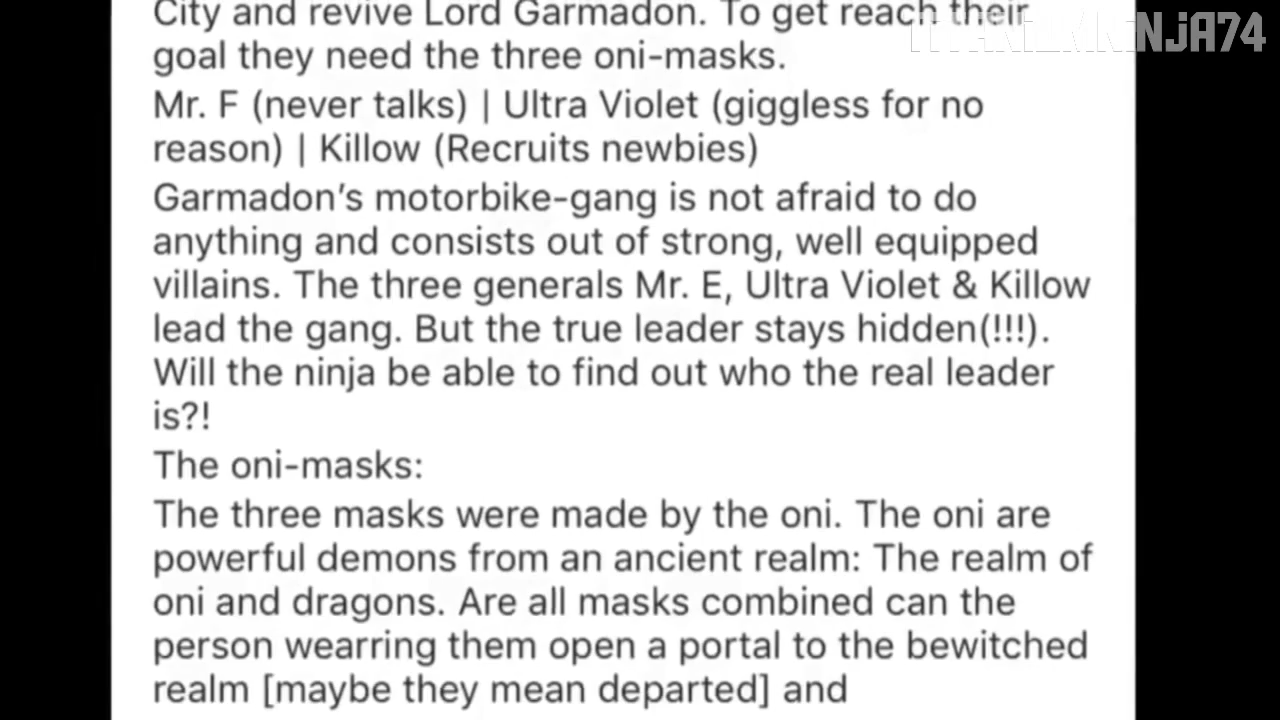 City and revive Lord Garmadon. To get reach their
goal they need the three oni-masks.
Mr. F (never talks) | Ultra Violet (giggless for no
reason) | Killow (Recruits newbies)
Garmadon’s motorbike-gang is not afraid to do
anything and consists out of strong, well equipped
villains. The three generals Mr. E, Ultra Violet & Killow
lead the gang. But the true leader stays hidden(!!!).
Will the ninja be able to find out who the real leader
is?!
The oni-masks:
The three masks were made by the oni. The oni are
powerful demons from an ancient realm: The realm of
oni and dragons. Are all masks combined can the
person wearring them open a portal to the bewitched
realm [maybe they mean departed] and